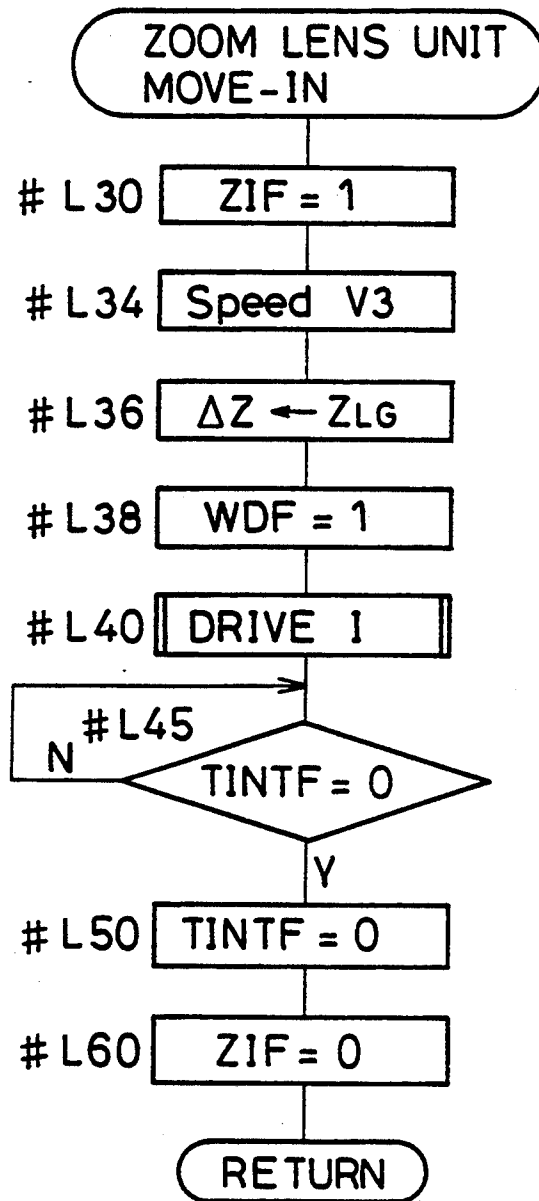 ZOOM LENS UNIT
MOVE-IN
# L30 ZIF = 1
# L34 Speed V3
# L36 ΔZ ← ZLG
# L38 WDF = 1
# L40 DRIVE I
# L45
N TINTF = 0
Y
# L50 TINTF = 0
# L60 ZIF = 0
RETURN